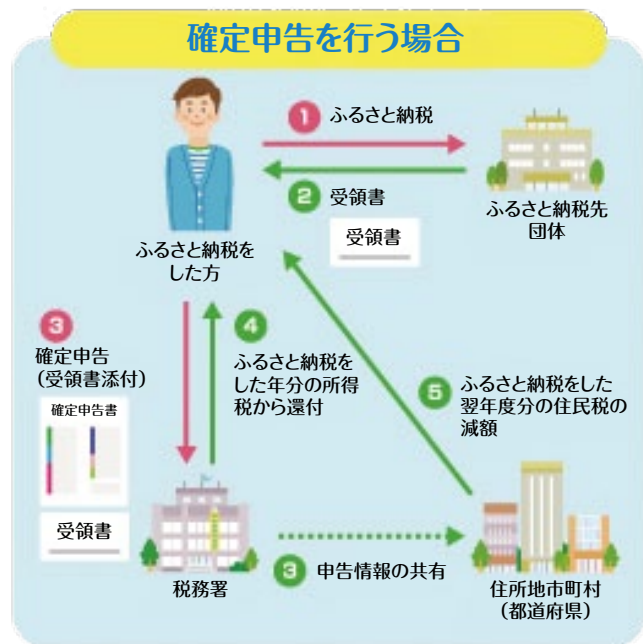 確定申告を行う場合
1 ふるさと納税
2 受領書
受領書
ふるさと納税先
団体
ふるさと納税を
した方
3
確定申告
（受領書添付）
確定申告書
受領書
4
ふるさと納税を
した年分の所得
税から還付
5 ふるさと納税をした
翌年度分の住民税の
減額
税務署
3 申告情報の共有
住所地市町村
（都道府県）